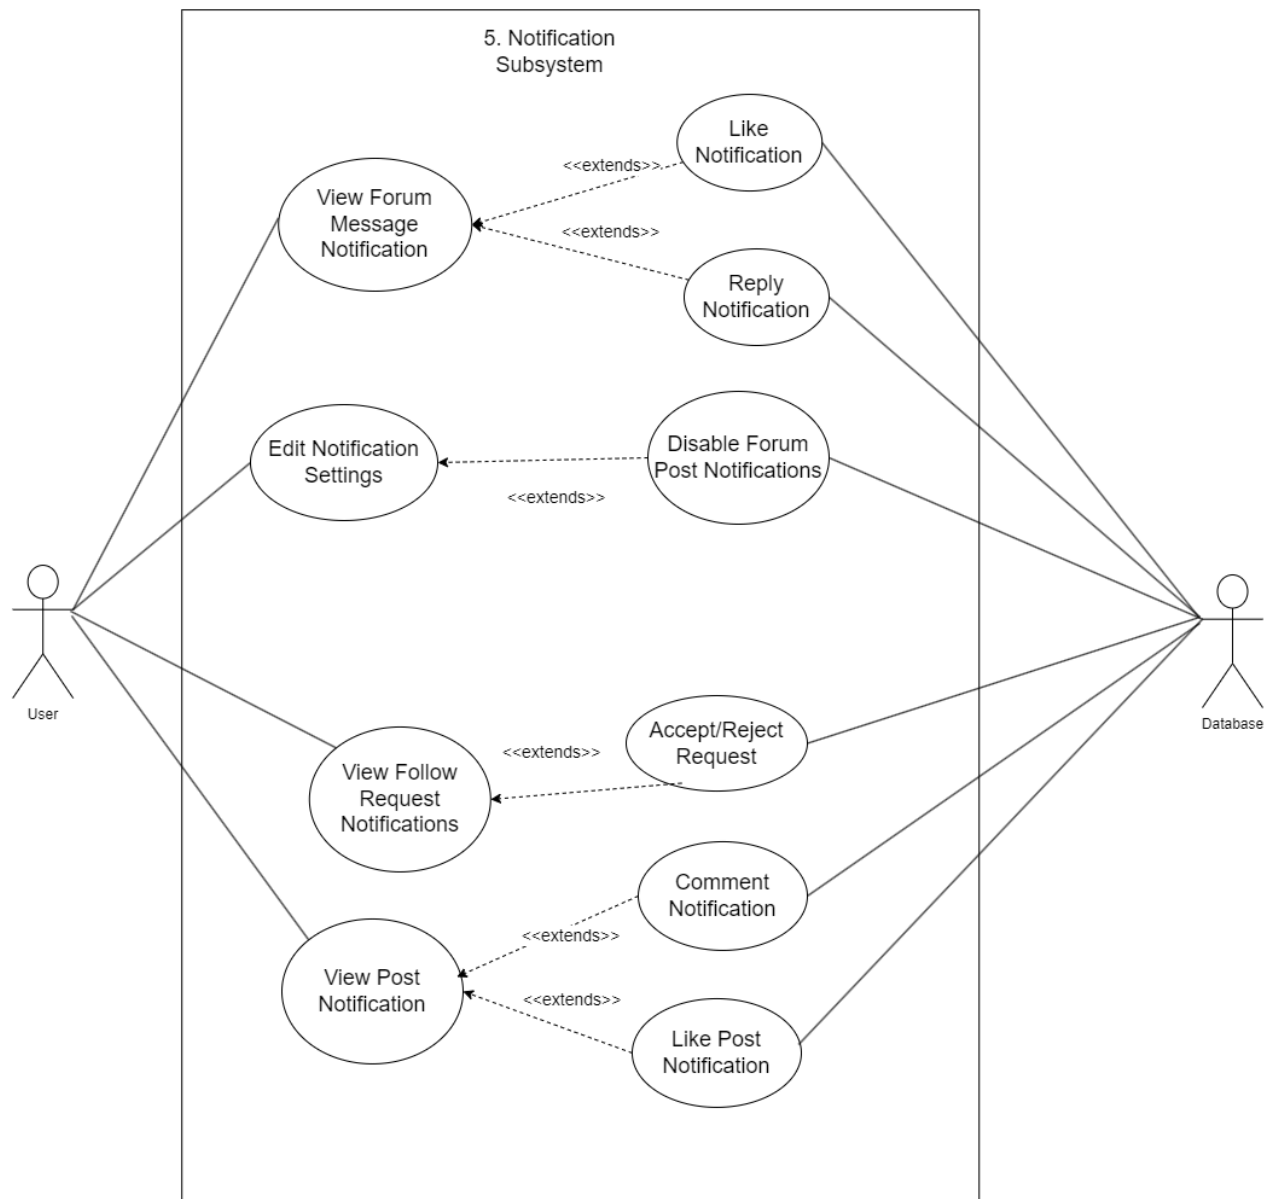 5. Notification
Subsystem
Like
Notification
<<extends>>
View Forum
Message
Notification
<<extends>>
Reply
Notification
Edit Notification
Settings
Disable Forum
Post Notifications
<<extends>>
User
Database
Accept/Reject
Request
<<extends>>
View Follow
Request
Notifications
Comment
Notification
<<extends>>
View Post
Notification
<<extends>>
Like Post
Notification